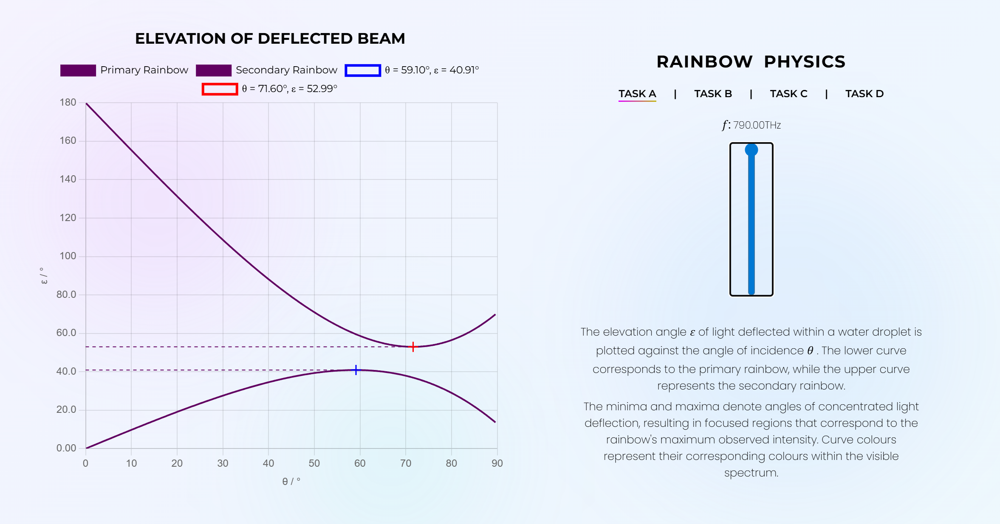 ELEVATION OF DEFLECTED BEAM
Primary Rainbow
Secondary Rainbow
θ = 59.10°, ε = 40.91°
θ = 71.60°, ε = 52.99°
180
160
140
120
100
80.0
60.0
40.0
20.0
0.00
ε / °
0 10 20 30 40 50 60 70 80 90
θ / °
RAINBOW PHYSICS
TASK A | TASK B | TASK C | TASK D
f: 790.00THz
The elevation angle ε of light deflected within a water droplet is
plotted against the angle of incidence θ . The lower curve
corresponds to the primary rainbow, while the upper curve
represents the secondary rainbow.
The minima and maxima denote angles of concentrated light
deflection, resulting in focused regions that correspond to the
rainbow's maximum observed intensity. Curve colours
represent their corresponding colours within the visible
spectrum.